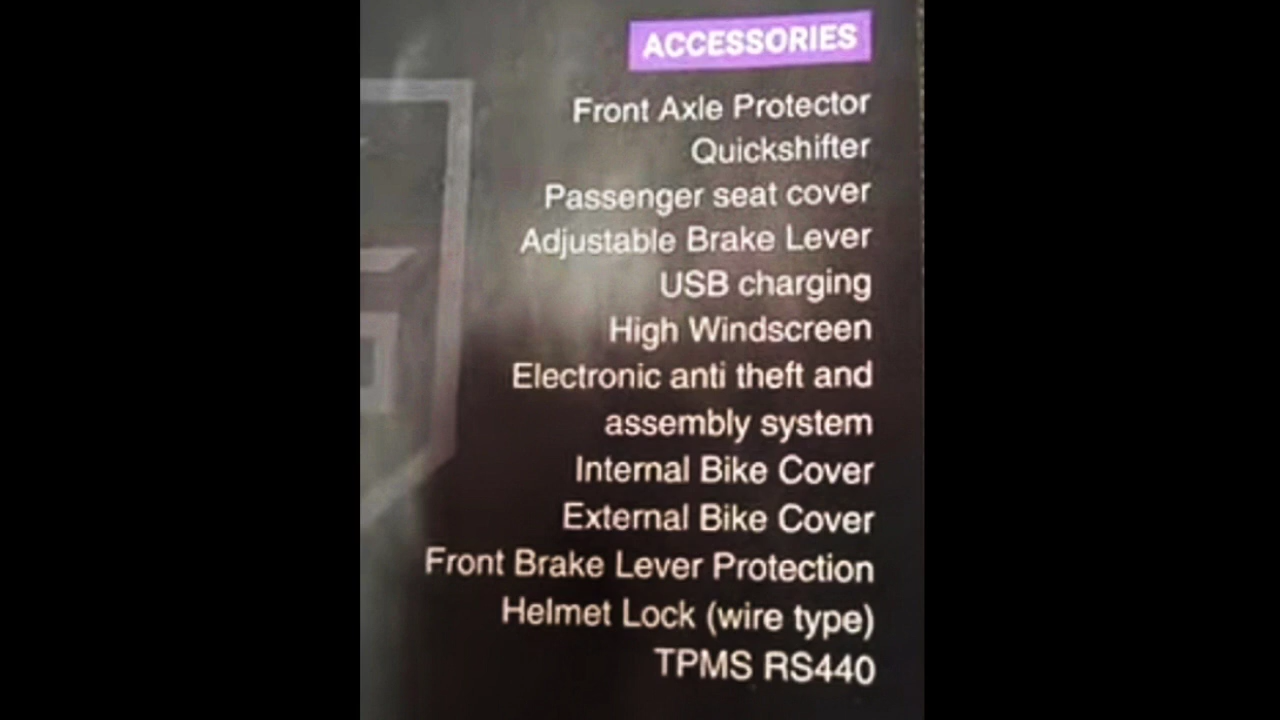 ACCESSORIES
Front Axle Protector
Quickshifter
Passenger seat cover
Adjustable Brake Lever
USB charging
High Windscreen
Electronic anti theft and
assembly system
Internal Bike Cover
External Bike Cover
Front Brake Lever Protection
Helmet Lock (wire type)
TPMS RS440